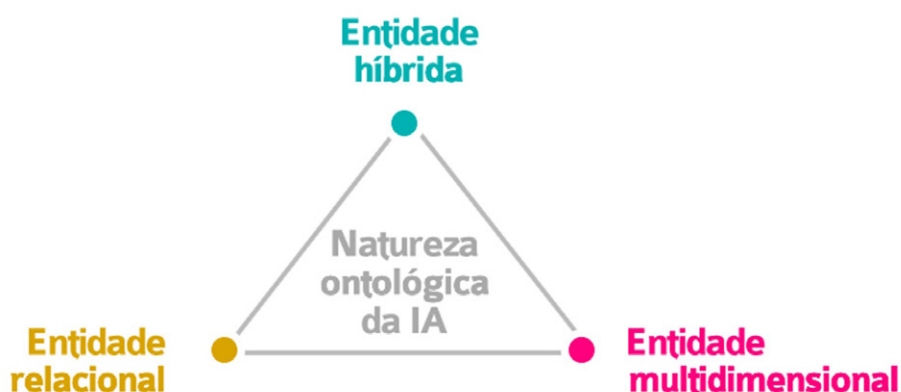 Entidade
híbrida
Natureza
ontológica
da IA
Entidade
relacional
Entidade
multidimensional